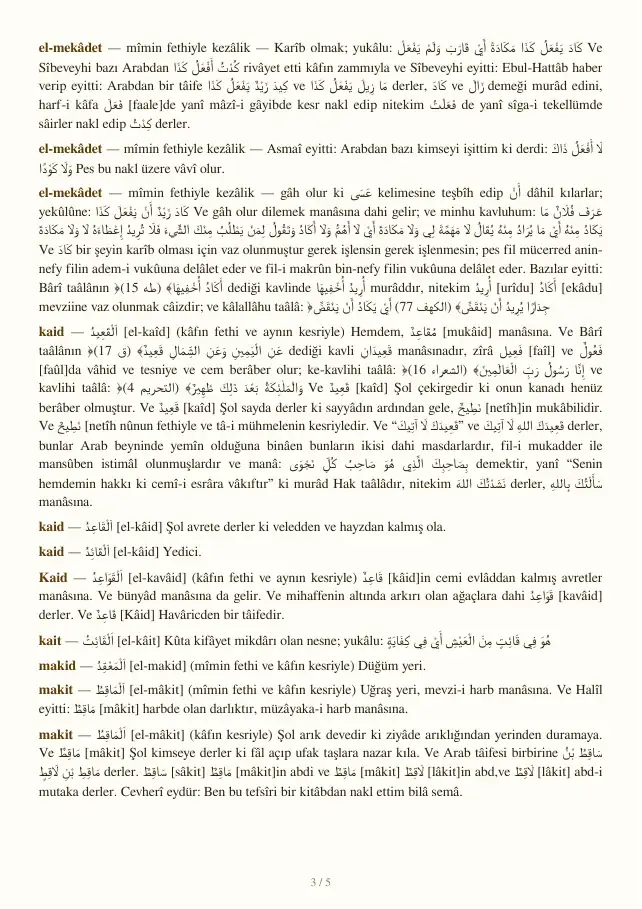 el-mekâdet — mîmin fethiyle kezâlik — Karîb olmak; yukâlu: كَادَ يَفْعَلُ كَذَا مَكَادَةً أَيْ قَارَبَ وَلَمْ يَفْعَلْ Ve
Sîbeveyhi bazı Arabdan كُدْتُ أَفْعَلُ كَذَا rivâyet etti kâfın zammıyla ve Sîbeveyhi eyitti: Ebul-Hattâb haber
verip eyitti: Arabdan bir tâife كِيدَ زَيْدٌ يَفْعَلُ كَذَا ve مَا زِيلَ يَفْعَلُ كَذَا derler, كَادَ ve زَالَ demeği murâd edini,
harf-i kâfa فَعَلَ [faale]de yanî mâzî-i gâyibde kesr nakl edip nitekim فَعَلْتُ de yanî sîga-i tekellümde
sâirler nakl edip كِدْتُ derler.
el-mekâdet — mîmin fethiyle kezâlik — Asmaî eyitti: Arabdan bazı kimseyi işittim ki derdi: لَا أَفْعَلُ ذَاكَ
وَلَا كَوْدًا Pes bu nakl üzere vâvî olur.
el-mekâdet — mîmin fethiyle kezâlik — gâh olur ki عَسَى kelimesine teşbîh edip أَنْ dâhil kılarlar;
yekûlûne: كَادَ زَيْدٌ أَنْ يَفْعَلَ كَذَا Ve gâh olur dilemek manâsına dahi gelir; ve minhu kavluhum: عَرَفَ فُلَانٌ مَا
يَكَادُ مِنْهُ أَيْ مَا يُرَادُ مِنْهُ يُقَالُ لَا مَهَمَّةَ لِي وَلَا مَكَادَةَ أَيْ لَا أَهُمُّ وَلَا أَكَادُ وَتَقُولُ لِمَنْ يَطْلُبُ مِنْكَ الشَّيْءَ فَلَا تُرِيدُ إِعْطَاءَهُ لَا وَلَا مَكَادَةَ
Ve كَادَ bir şeyin karîb olması için vaz olunmuştur gerek işlensin gerek işlenmesin; pes fil mücerred anin-
nefy filin adem-i vukûuna delâlet eder ve fil-i makrûn bin-nefy filin vukûuna delâlet eder. Bazılar eyitti:
Bârî taâlânın ﴿أَكَادُ أُخْفِيهَا﴾ (طه 15) dediği kavlinde أُرِيدُ أُخْفِيهَا murâddır, nitekim أُرِيدُ [urîdu] أَكَادُ [ekâdu]
mevziine vaz olunmak câizdir; ve kâlallâhu taâlâ: ﴿جِدَارًا يُرِيدُ أَنْ يَنْقَضَّ﴾ (الكهف 77) أَيْ يَكَادُ أَنْ يَنْقَضَّ
kaid — اَلْقَعِيدُ [el-kaîd] (kâfın fethi ve aynın kesriyle) Hemdem, مُقَاعِدٌ [mukâid] manâsına. Ve Bârî
taâlânın ﴿عَنِ الْيَمِينِ وَعَنِ الشِّمَالِ قَعِيدٌ﴾ (ق 17) dediği kavli قَعِيدَانِ manâsınadır, zîrâ فَعِيل [faîl] ve فَعُولٌ
[faûl]da vâhid ve tesniye ve cem berâber olur; ke-kavlihi taâlâ: ﴿إِنَّا رَسُولُ رَبِّ الْعَالَمِينَ﴾ (الشعراء 16) ve
kavlihi taâlâ: ﴿وَالْمَلٰئِكَةُ بَعْدَ ذٰلِكَ ظَهِيرٌ﴾ (التحريم 4) Ve قَعِيدٌ [kaîd] Şol çekirgedir ki onun kanadı henüz
berâber olmuştur. Ve قَعِيدٌ [kaîd] Şol sayda derler ki sayyâdın ardından gele, نَطِيحٌ [netîh]in mukâbilidir.
Ve نَطِيحٌ [netîh nûnun fethiyle ve tâ-i mühmelenin kesriyledir. Ve “قَعِيدَكَ لَا آتِيكَ” ve قَعِيدَكَ اللهِ لَا آتِيكَ derler,
bunlar Arab beyninde yemîn olduğuna binâen bunların ikisi dahi masdarlardır, fil-i mukadder ile
mansûben istimâl olunmuşlardır ve manâ: بِصَاحِبِكَ الَّذِي هُوَ صَاحِبُ كُلِّ نَجْوَى demektir, yanî “Senin
hemdemin hakkı ki cemî-i esrâra vâkıftur” ki murâd Hak taâlâdır, nitekim نَشَدْتُكَ اللهَ derler, سَأَلْتُكَ بِاللهِ
manâsına.
kaid — اَلْقَاعِدُ [el-kâid] Şol avrete derler ki veledden ve hayzdan kalmış ola.
kaid — اَلْقَائِدُ [el-kâid] Yedici.
Kaid — اَلْقَوَاعِدُ [el-kavâid] (kâfın fethi ve aynın kesriyle) قَاعِدٌ [kâid]in cemi evlâddan kalmış avretler
manâsına. Ve bünyâd manâsına da gelir. Ve mihaffenin altında arkırı olan ağaçlara dahi قَوَاعِدُ [kavâid]
derler. Ve قَاعِدٌ [Kâid] Havâricden bir tâifedir.
kait — اَلْقَائِتُ [el-kâit] Kûta kifâyet mikdârı olan nesne; yukâlu: هُوَ فِي قَائِتٍ مِنَ الْعَيْشِ أَيْ فِي كِفَايَةٍ
makid — اَلْمَعْقِدُ [el-makid] (mîmin fethi ve kâfın kesriyle) Düğüm yeri.
makit — اَلْمَاقِطُ [el-mâkit] (mîmin fethi ve kâfın kesriyle) Uğraş yeri, mevzi-i harb manâsına. Ve Halîl
eyitti: مَاقِطٌ [mâkit] harbde olan darlıktır, müzâyaka-i harb manâsına.
makit — اَلْمَاقِطُ [el-mâkit] (kâfın kesriyle) Şol arık devedir ki ziyâde arıklığından yerinden duramaya.
Ve مَاقِطٌ [mâkit] Şol kimseye derler ki fâl açıp ufak taşlara nazar kıla. Ve Arab tâifesi birbirine سَاقِطُ بْنُ
مَاقِطِ بْنِ لَاقِطٍ derler. سَاقِطٌ [sâkit] مَاقِطٌ [mâkit]in abdi ve مَاقِطٌ [mâkit] لَاقِطٌ [lâkit]in abd,ve لَاقِطٌ [lâkit] abd-i
mutaka derler. Cevherî eydür: Ben bu tefsîri bir kitâbdan nakl ettim bilâ semâ.
3 / 5